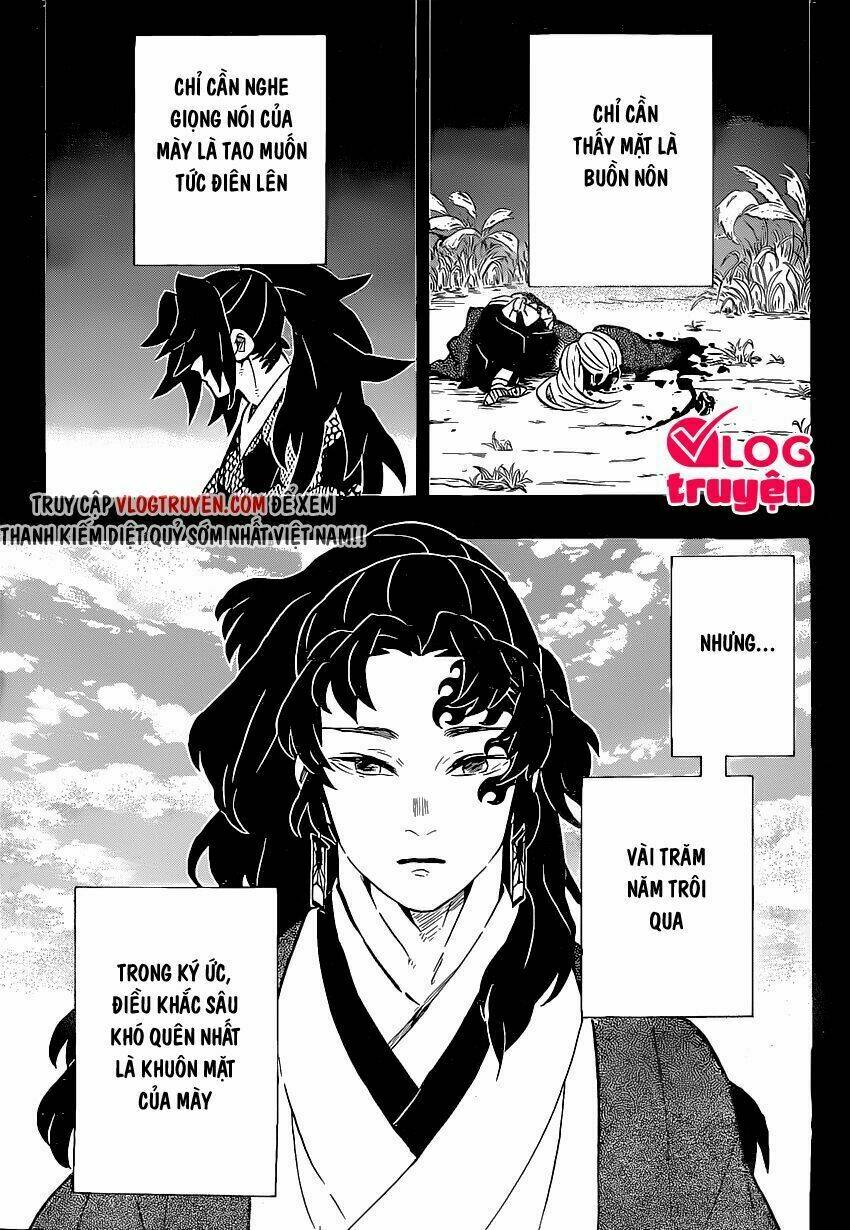 CHỈ CẦN
THẤY MẶT LÀ
BUỒN NÔN
CHỈ CẦN NGHE
GIỌNG NÓI CỦA
MÀY LÀ TAO MUỐN
TỨC ĐIÊN LÊN
VLOG
truyện
TRUY CẬP VLOGTRUYEN.COM ĐỂ XEM
THANH KIẾM DIỆT QUỶ SỚM NHẤT VIỆT NAM!!
NHƯNG...
VÀI TRĂM
NĂM TRÔI
QUA
TRONG KÝ ỨC,
ĐIỀU KHẮC SÂU
KHÓ QUÊN NHẤT
LÀ KHUÔN MẶT
CỦA MÀY